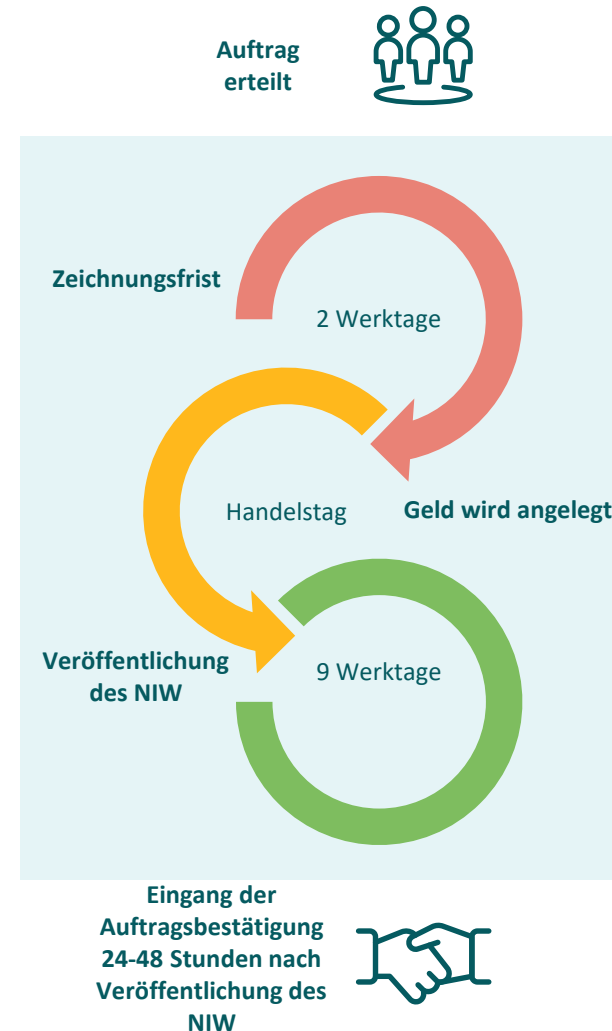 Auftrag
erteilt
Zeichnungsfrist
2 Werktage
Handelstag
Geld wird angelegt
Veröffentlichung
des NIW
9 Werktage
Eingang der
Auftragsbestätigung
24-48 Stunden nach
Veröffentlichung des
NIW